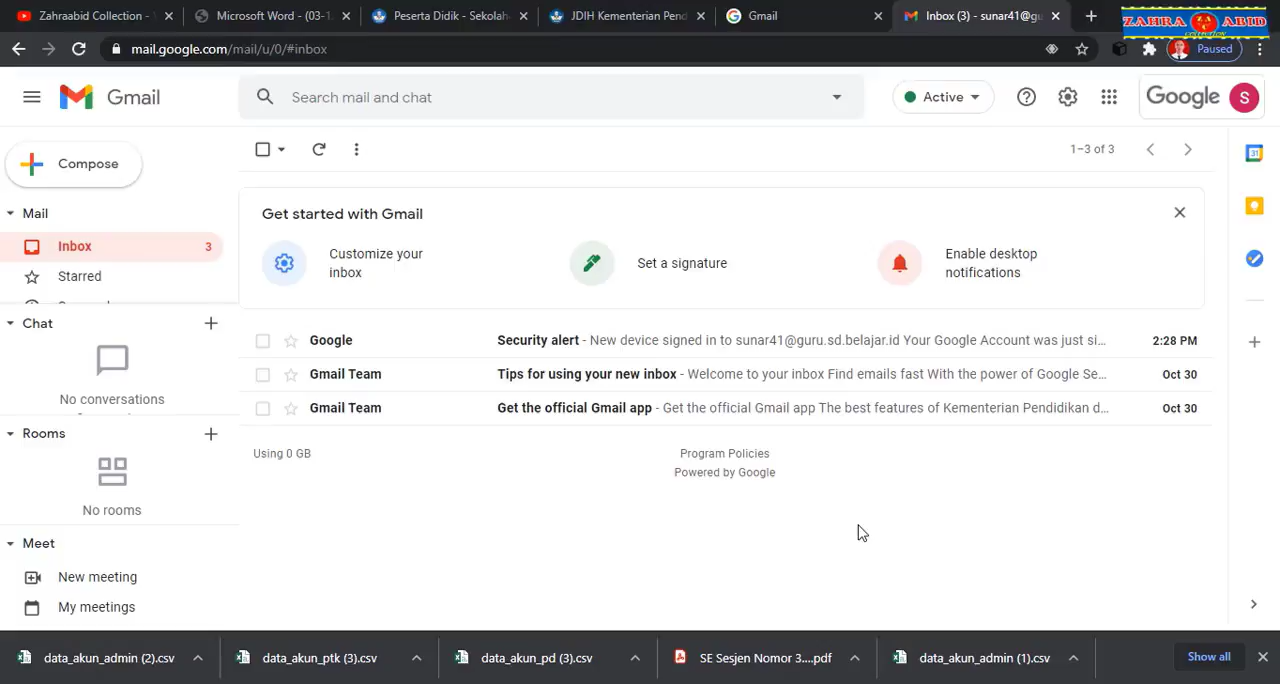 Zahraabid Collection -
Microsoft Word - (03-1
Peserta Didik - Sekolah
JDIH Kementerian Pend
Gmail
Inbox (3) - sunar41@gu
ZAHRA ABID
collection
mail.google.com/mail/u/0/#inbox
Paused
Gmail
Search mail and chat
Active
Google
S
Compose
1–3 of 3
Mail
Get started with Gmail
Inbox 3
Customize your
inbox
Set a signature
Enable desktop
notifications
Starred
Chat
Google Security alert - New device signed in to sunar41@guru.sd.belajar.id Your Google Account was just si... 2:28 PM
Gmail Team Tips for using your new inbox - Welcome to your inbox Find emails fast With the power of Google Se... Oct 30
Gmail Team Get the official Gmail app - Get the official Gmail app The best features of Kementerian Pendidikan d... Oct 30
No conversations
Rooms
Using 0 GB
Program Policies
Powered by Google
No rooms
Meet
New meeting
My meetings
data_akun_admin (2).csv
data_akun_ptk (3).csv
data_akun_pd (3).csv
SE Sesjen Nomor 3....pdf
data_akun_admin (1).csv
Show all